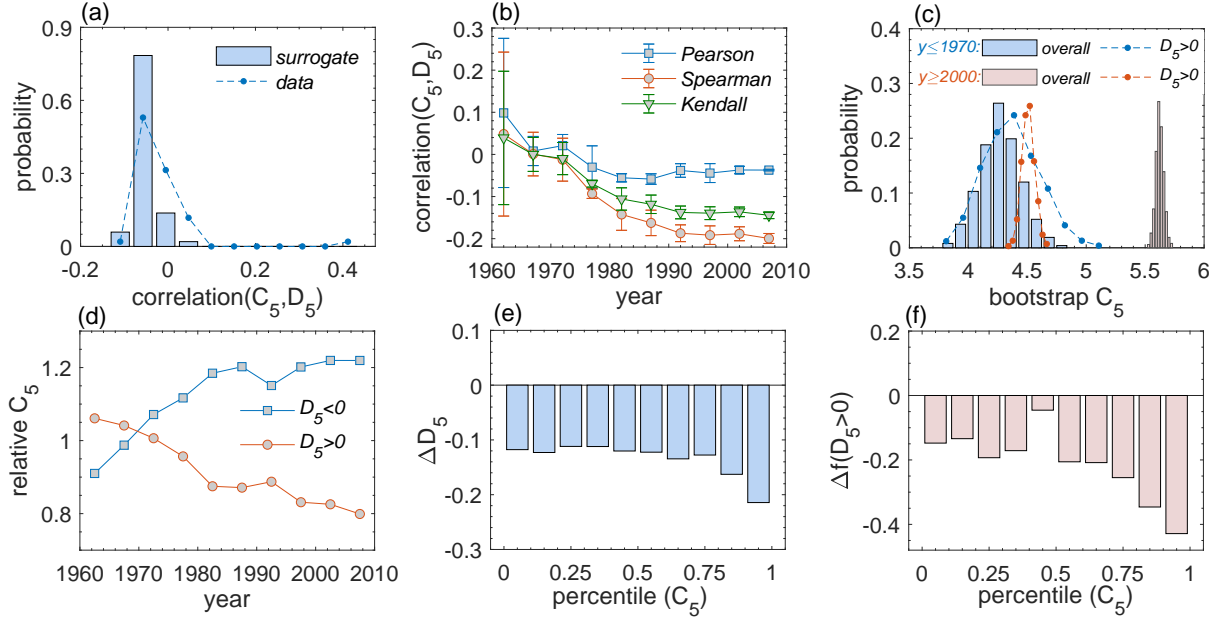 (a)
probability
0.9
0.6
0.3
0
surrogate
data
-0.2
0
0.2
0.4
correlation(C5,D5)
(b)
correlation(C5,D5)
0.3
0.2
0.1
0
-0.1
-0.2
Pearson
Spearman
Kendall
1960
1970
1980
1990
2000
2010
year
(c)
probability
0.4
0.3
0.2
0.1
0
y≤1970: overall D5>0
y≥2000: overall D5>0
3.5
4
4.5
5
5.5
6
bootstrap C5
(d)
relative C5
1.2
1
0.8
D5<0
D5>0
1960
1970
1980
1990
2000
2010
year
(e)
ΔD5
0.1
0
-0.1
-0.2
-0.3
0
0.25
0.5
0.75
1
percentile (C5)
(f)
Δf(D5>0)
0.2
0
-0.2
-0.4
0
0.25
0.5
0.75
1
percentile (C5)